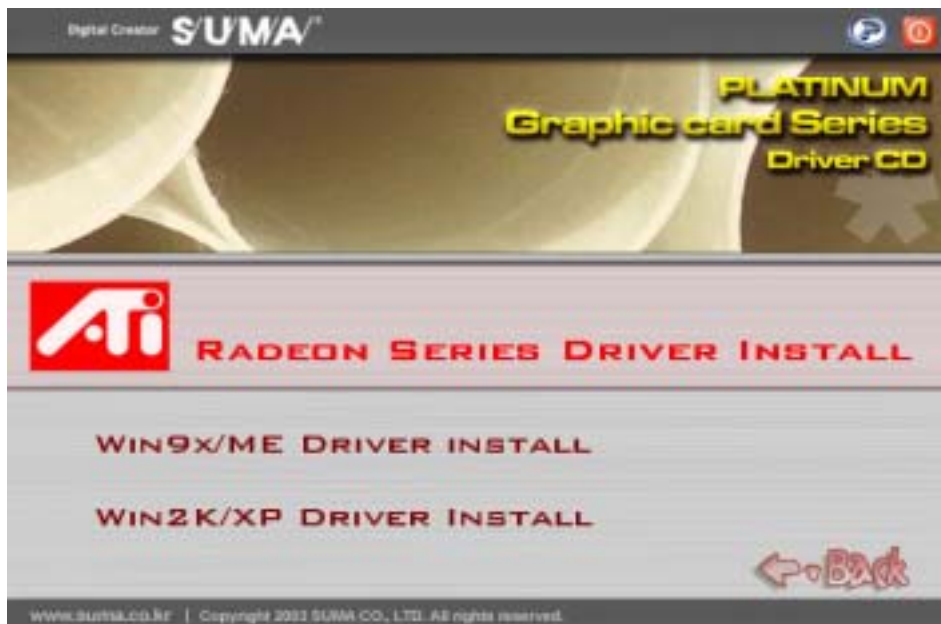 Digital Creator SUMA
PLATINUM
Graphic card Series
Driver CD
ATi
RADEON SERIES DRIVER INSTALL
WIN9X/ME DRIVER INSTALL
WIN2K/XP DRIVER INSTALL
Back
www.suma.co.kr | Copyright 2003 SUMA CO., LTD. All rights reserved.